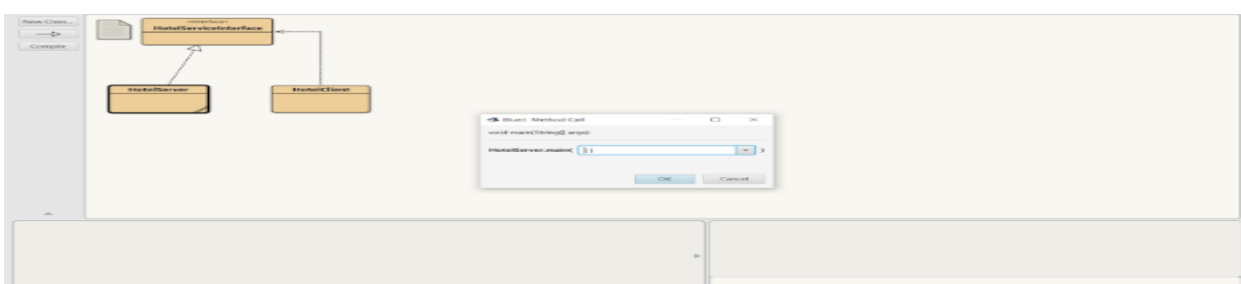 New Class...
Compile
<<interface>>
HotelServiceInterface
HotelServer
HotelClient
BlueJ: Method Call
void main(String[] args)
HotelServer.main( { } )
OK
Cancel